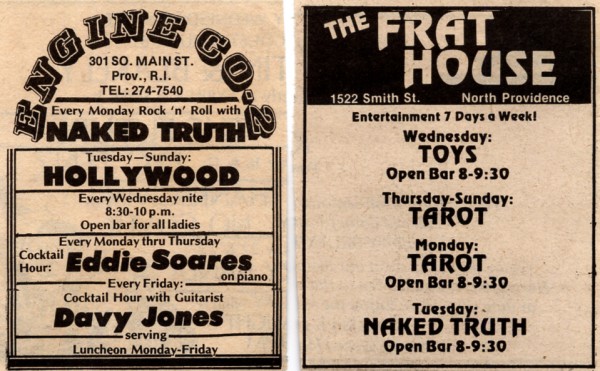 ENGINE CO. 2
301 SO. MAIN ST.
Prov., R.I.
TEL: 274-7540
Every Monday Rock 'n' Roll with
NAKED TRUTH
Tuesday—Sunday:
HOLLYWOOD
Every Wednesday nite
8:30-10 p.m.
Open bar for all ladies
Every Monday thru Thursday
Cocktail Hour: Eddie Soares
on piano
Every Friday:
Cocktail Hour with Guitarist
Davy Jones
serving
Luncheon Monday-Friday
THE FRAT
HOUSE
1522 Smith St. North Providence
Entertainment 7 Days a Week!
Wednesday:
TOYS
Open Bar 8-9:30
Thursday-Sunday:
TAROT
Monday:
TAROT
Open Bar 8-9:30
Tuesday:
NAKED TRUTH
Open Bar 8-9:30